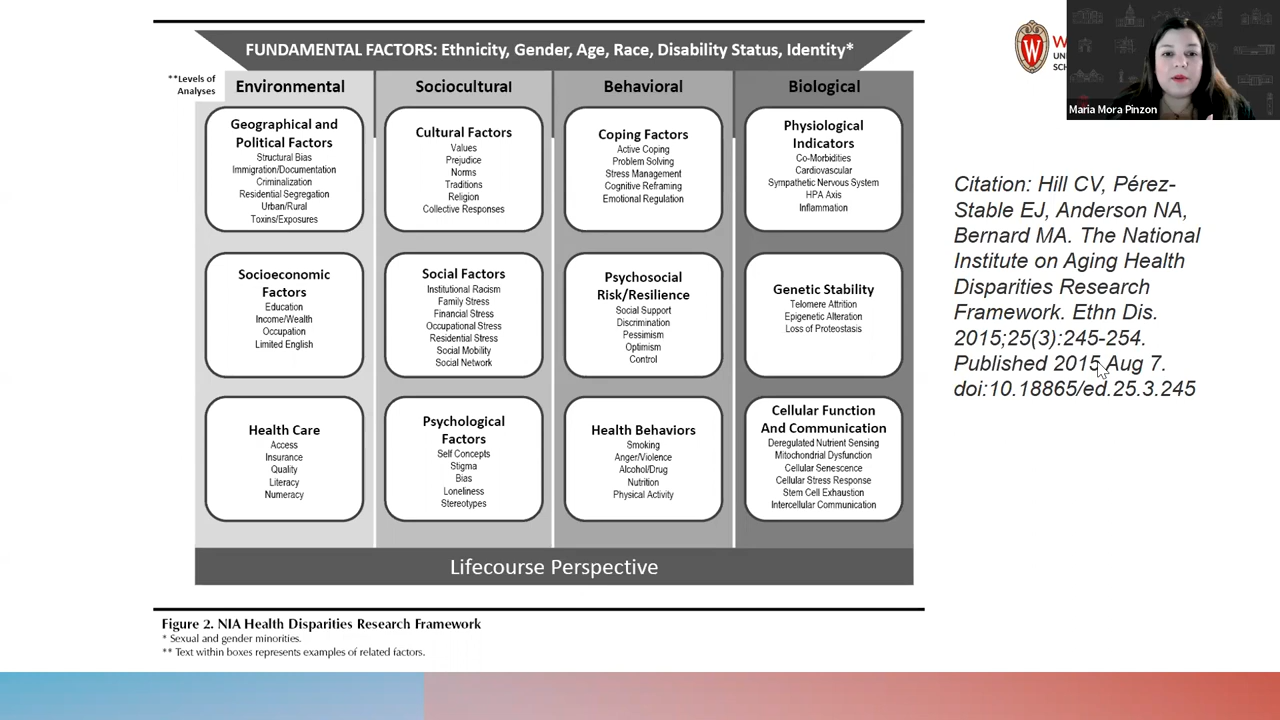 FUNDAMENTAL FACTORS: Ethnicity, Gender, Age, Race, Disability Status, Identity*
**Levels of
Analyses
Environmental
Sociocultural
Behavioral
Biological
Geographical and
Political Factors
Structural Bias
Immigration/Documentation
Criminalization
Residential Segregation
Urban/Rural
Toxins/Exposures
Cultural Factors
Values
Prejudice
Norms
Traditions
Religion
Collective Responses
Coping Factors
Active Coping
Problem Solving
Stress Management
Cognitive Reframing
Emotional Regulation
Physiological
Indicators
Co-Morbidities
Cardiovascular
Sympathetic Nervous System
HPA Axis
Inflammation
Socioeconomic
Factors
Education
Income/Wealth
Occupation
Limited English
Social Factors
Institutional Racism
Family Stress
Financial Stress
Occupational Stress
Residential Stress
Social Mobility
Social Network
Psychosocial
Risk/Resilience
Social Support
Discrimination
Pessimism
Optimism
Control
Genetic Stability
Telomere Attrition
Epigenetic Alteration
Loss of Proteostasis
Health Care
Access
Insurance
Quality
Literacy
Numeracy
Psychological
Factors
Self Concepts
Stigma
Bias
Loneliness
Stereotypes
Health Behaviors
Smoking
Anger/Violence
Alcohol/Drug
Nutrition
Physical Activity
Cellular Function
And Communication
Deregulated Nutrient Sensing
Mitochondrial Dysfunction
Cellular Senescence
Cellular Stress Response
Stem Cell Exhaustion
Intercellular Communication
Lifecourse Perspective
Figure 2. NIA Health Disparities Research Framework
* Sexual and gender minorities.
** Text within boxes represents examples of related factors.
W
Maria Mora Pinzon
Citation: Hill CV, Pérez-
Stable EJ, Anderson NA,
Bernard MA. The National
Institute on Aging Health
Disparities Research
Framework. Ethn Dis.
2015;25(3):245-254.
Published 2015 Aug 7.
doi:10.18865/ed.25.3.245